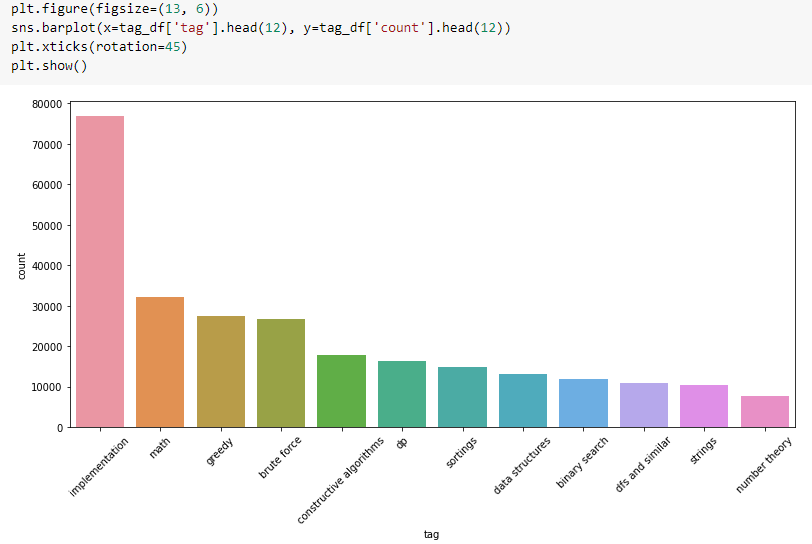 plt.figure(figsize=(13, 6))
sns.barplot(x=tag_df['tag'].head(12), y=tag_df['count'].head(12))
plt.xticks(rotation=45)
plt.show()
80000
70000
60000
50000
40000
30000
20000
10000
0
count
implementation
math
greedy
brute force
constructive algorithms
dp
sortings
data structures
binary search
dfs and similar
strings
number theory
tag